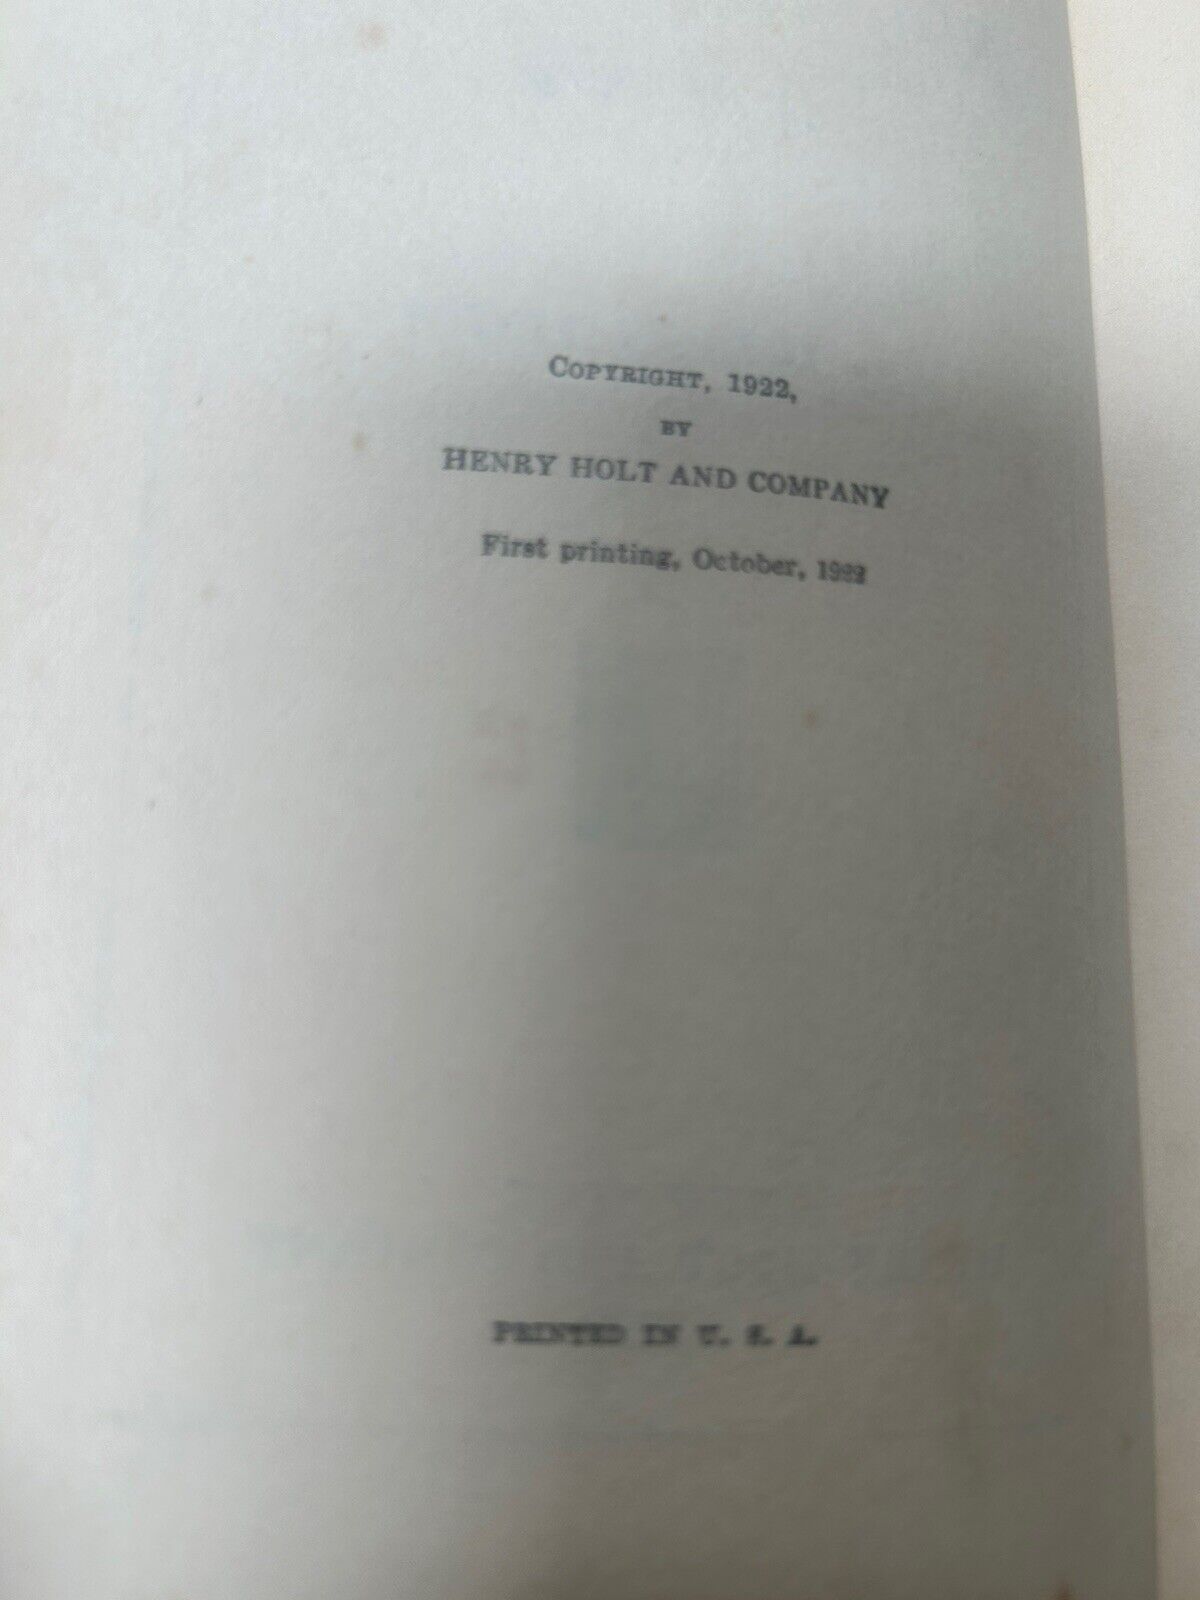 COPYRIGHT, 1922,
BY
HENRY HOLT AND COMPANY
First printing, October, 1922
PRINTED IN U. S. A.